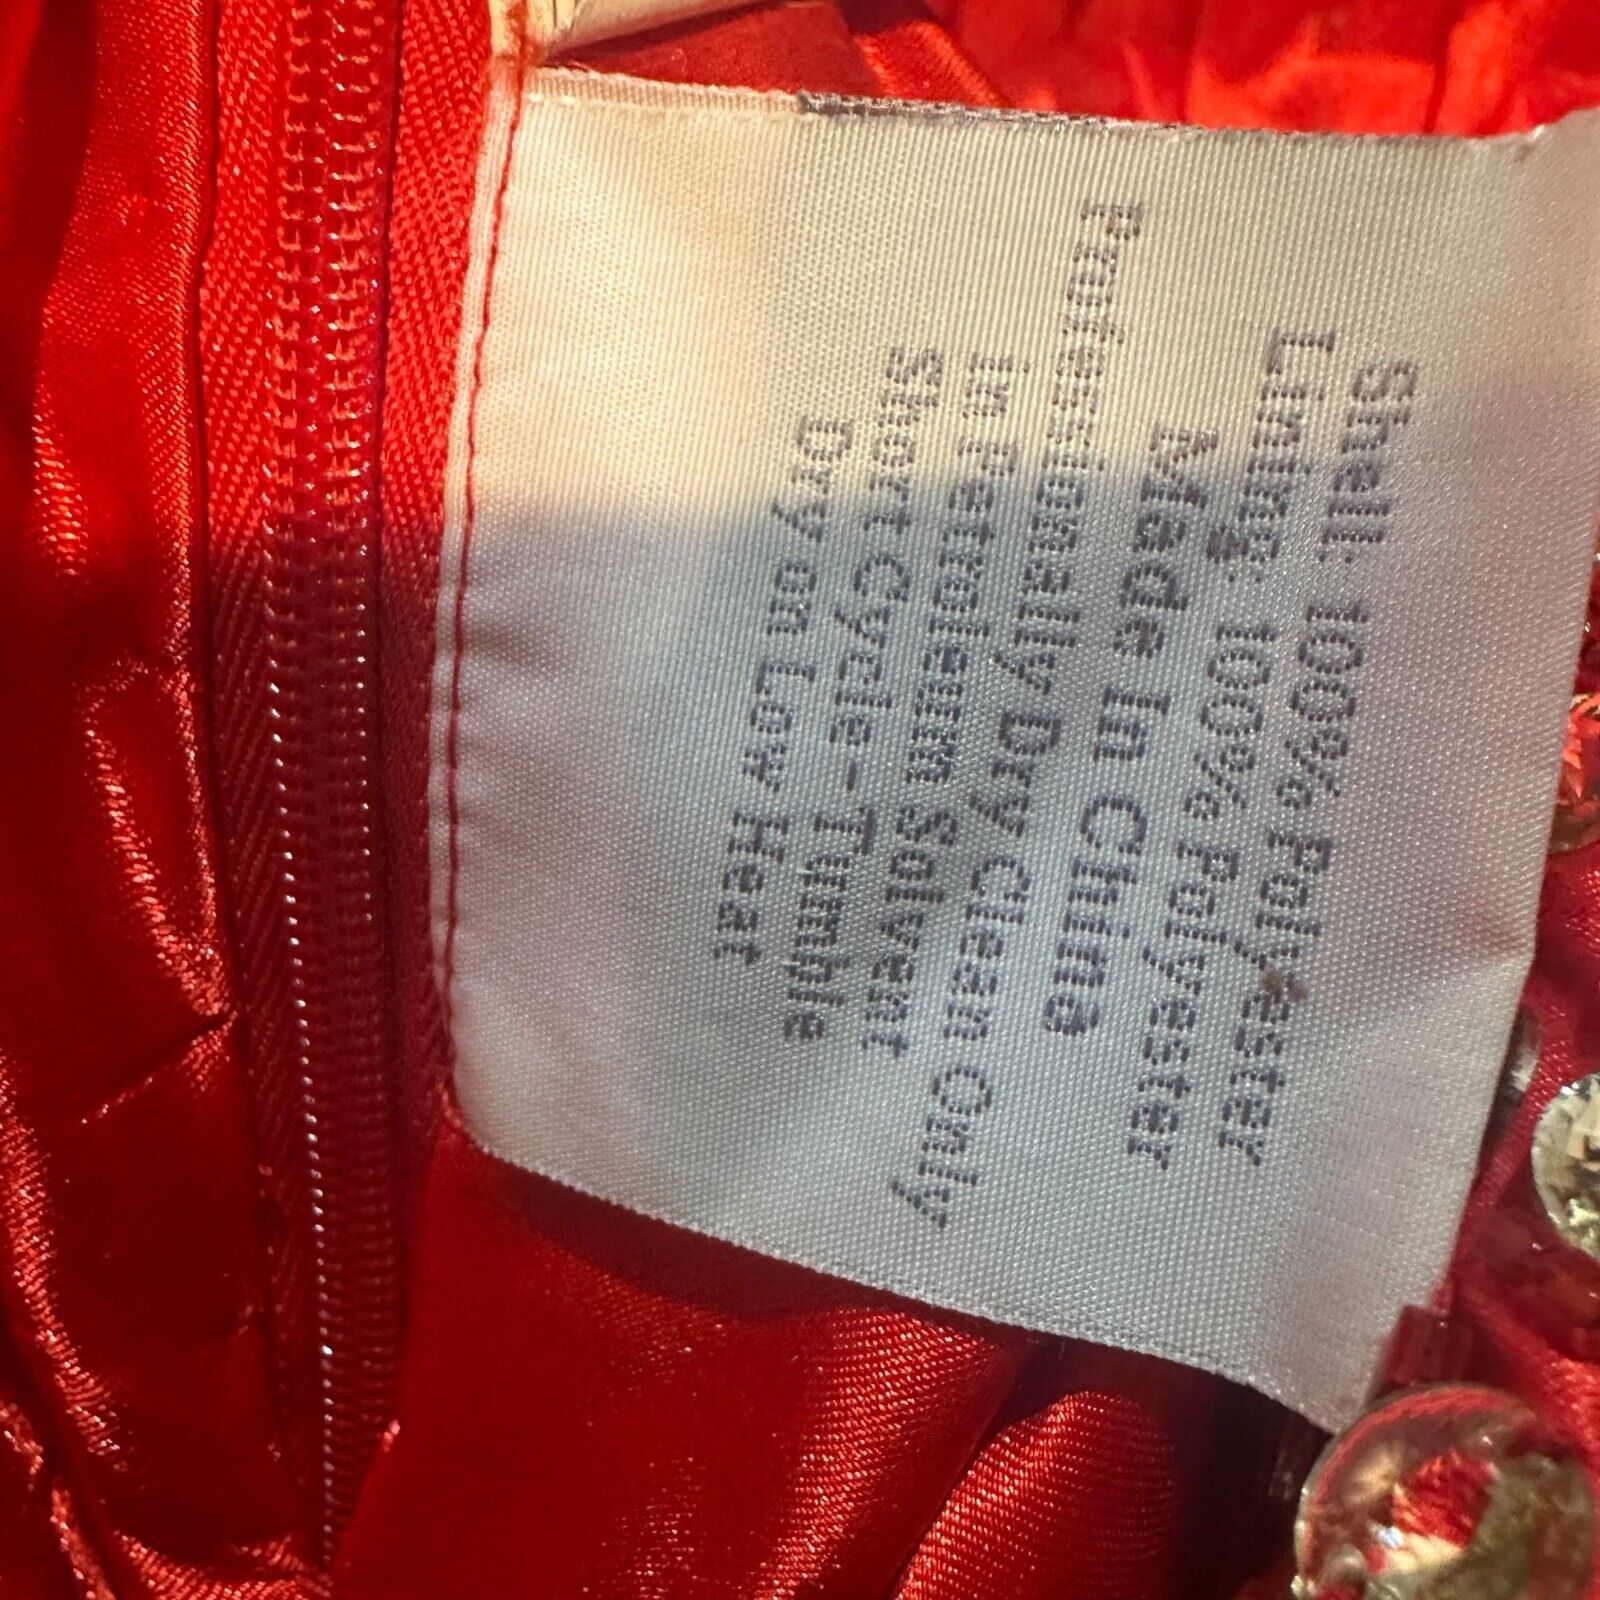 Shell: 100% Polyester
Lining: 100% Polyester
Made In China
Professionally Dry Clean Only
in Petroleum Solvent
Short Cycle-Tumble
Dry on Low Heat